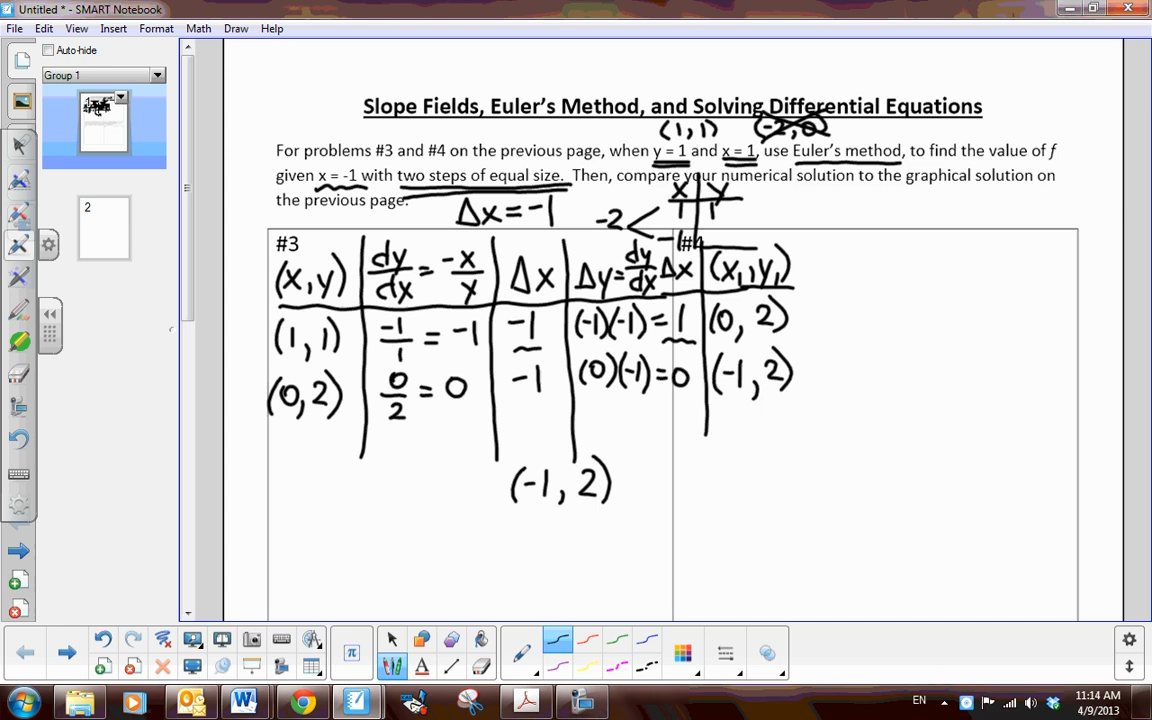 Untitled * - SMART Notebook
File Edit View Insert Format Math Draw Help
Auto-hide
Group 1
2
Slope Fields, Euler's Method, and Solving Differential Equations
(1, 1) (-2, 0)
For problems #3 and #4 on the previous page, when y = 1 and x = 1, use Euler's method, to find the value of f
given x = -1 with two steps of equal size. Then, compare your numerical solution to the graphical solution on
the previous page.
Δx = -1
x | y
-2 < 1 | 1
-1
#3 #4
(x, y) | dy/dx = -x/y | Δx | Δy = dy/dx Δx | (x₁, y₁)
(1, 1) | -1/1 = -1 | -1 | (-1)(-1) = 1 | (0, 2)
(0, 2) | 0/2 = 0 | -1 | (0)(-1) = 0 | (-1, 2)
(-1, 2)
π
A
W
EN
11:14 AM
4/9/2013